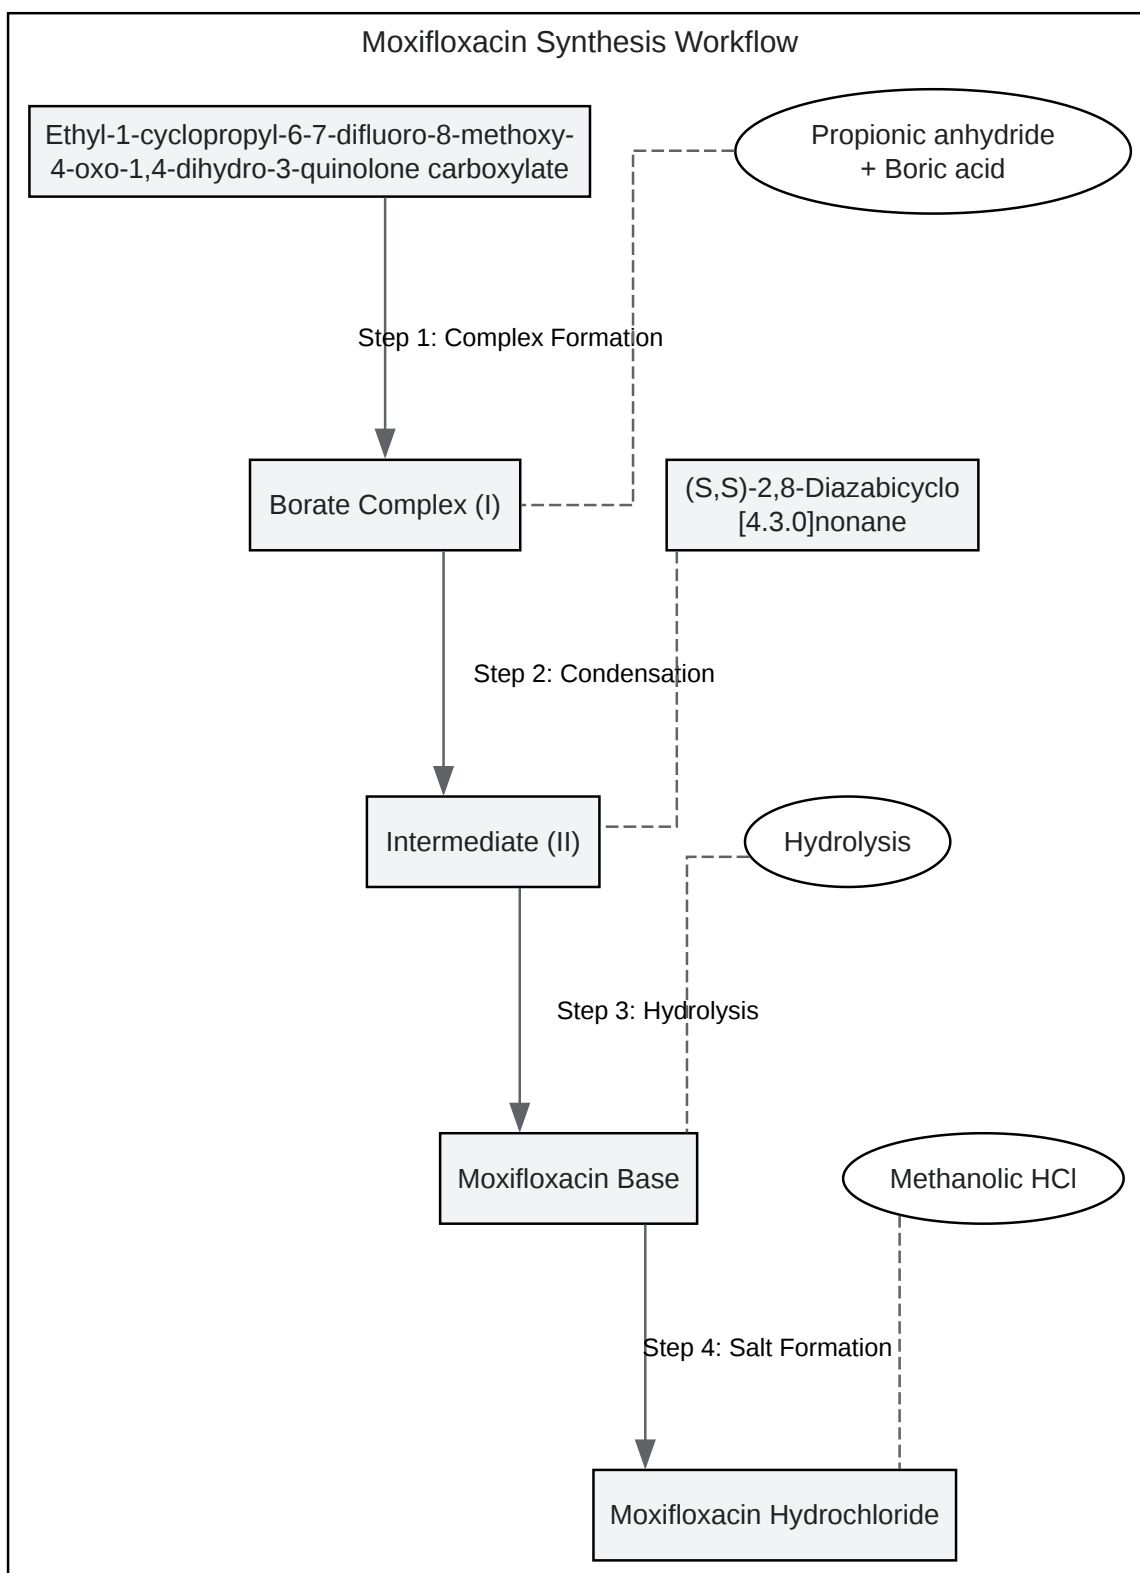 Moxifloxacin Synthesis Workflow
Ethyl-1-cyclopropyl-6-7-difluoro-8-methoxy-
4-oxo-1,4-dihydro-3-quinolone carboxylate
Propionic anhydride
+ Boric acid
Step 1: Complex Formation
Borate Complex (I)
(S,S)-2,8-Diazabicyclo
[4.3.0]nonane
Step 2: Condensation
Intermediate (II)
Hydrolysis
Step 3: Hydrolysis
Moxifloxacin Base
Methanolic HCl
Step 4: Salt Formation
Moxifloxacin Hydrochloride